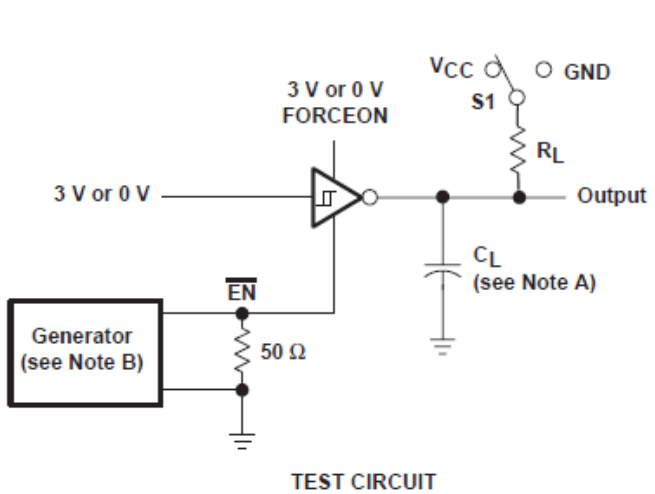 VCC
GND
S1
RL
3 V or 0 V
FORCEON
3 V or 0 V
Output
CL
(see Note A)
EN
Generator
(see Note B)
50 Ω
TEST CIRCUIT